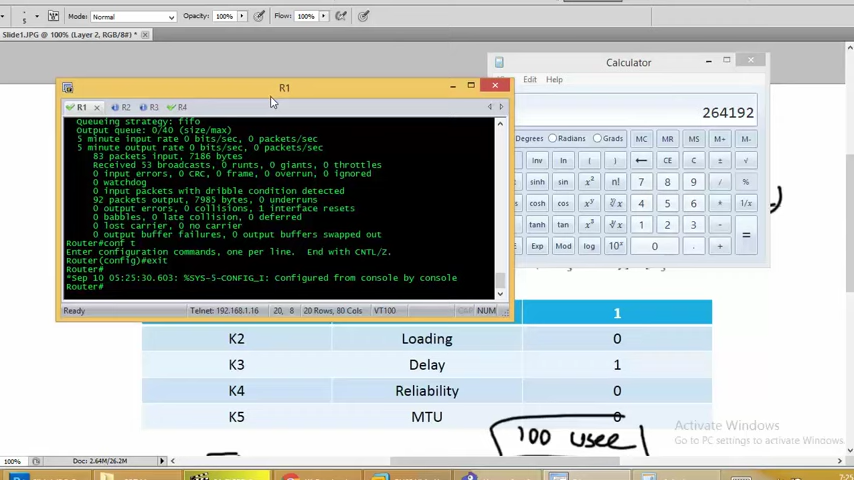 5 Mode: Normal Opacity: 100% Flow: 100%
Slide1.JPG @ 100% (Layer 2, RGB/8#) * ×
R1
R1 × R2 R3 R4
Queueing strategy: fifo
Output queue: 0/40 (size/max)
5 minute input rate 0 bits/sec, 0 packets/sec
5 minute output rate 0 bits/sec, 0 packets/sec
83 packets input, 7186 bytes
Received 53 broadcasts, 0 runts, 0 giants, 0 throttles
0 input errors, 0 CRC, 0 frame, 0 overrun, 0 ignored
0 watchdog
0 input packets with dribble condition detected
92 packets output, 7985 bytes, 0 underruns
0 output errors, 0 collisions, 1 interface resets
0 babbles, 0 late collision, 0 deferred
0 lost carrier, 0 no carrier
0 output buffer failures, 0 output buffers swapped out
Router#conf t
Enter configuration commands, one per line.  End with CNTL/Z.
Router(config)#exit
Router#
*Sep 10 05:25:30.603: %SYS-5-CONFIG_I: Configured from console by console
Router#
Ready Telnet: 192.168.1.16 20, 8 20 Rows, 80 Cols VT100 CAP NUM
Calculator
Edit Help
264192
Degrees Radians Grads MC MR MS M+ M-
Inv ln ( ) ← CE C ± √
sinh sin x² n! 7 8 9 / %
cosh cos 4 5 6 * 1/x
tanh tan 1 2 3 - =
Exp Mod log 10ˣ 0 . +
1
K2 Loading 0
K3 Delay 1
K4 Reliability 0
K5 MTU 0
100 usec
Activate Windows
Go to PC settings to activate Windows.
100% Doc: 2.64M/26.2M